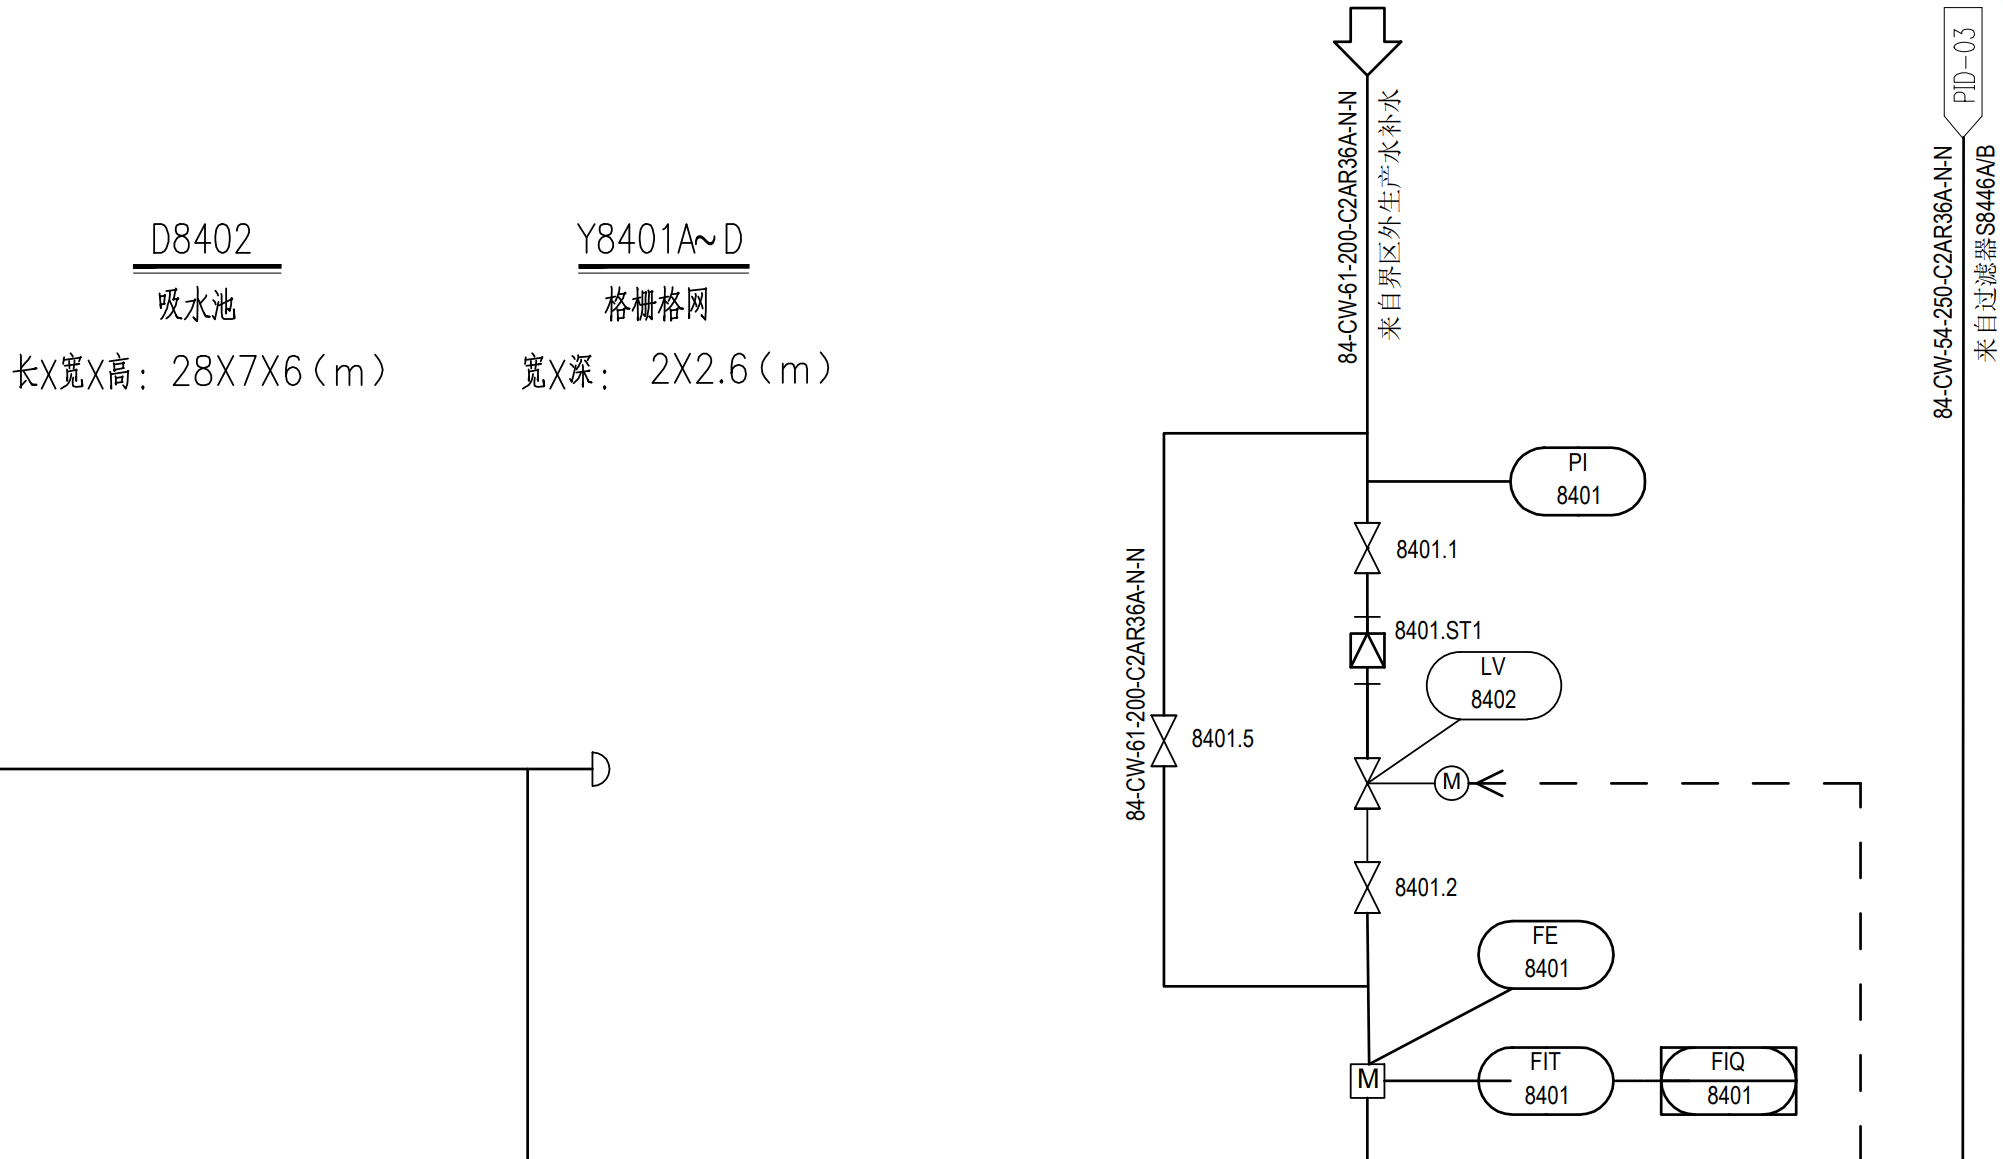 D8402
吸水池
长X宽X高: 28X7X6(m)
Y8401A~D
格栅格网
宽X深: 2X2.6(m)
84-CW-61-200-C2AR36A-N-N
来自界区外生产水补水
PID-03
84-CW-54-250-C2AR36A-N-N
来自过滤器S8446A/B
PI
8401
8401.1
8401.ST1
LV
8402
84-CW-61-200-C2AR36A-N-N
8401.5
M
8401.2
FE
8401
M
FIT
8401
FIQ
8401